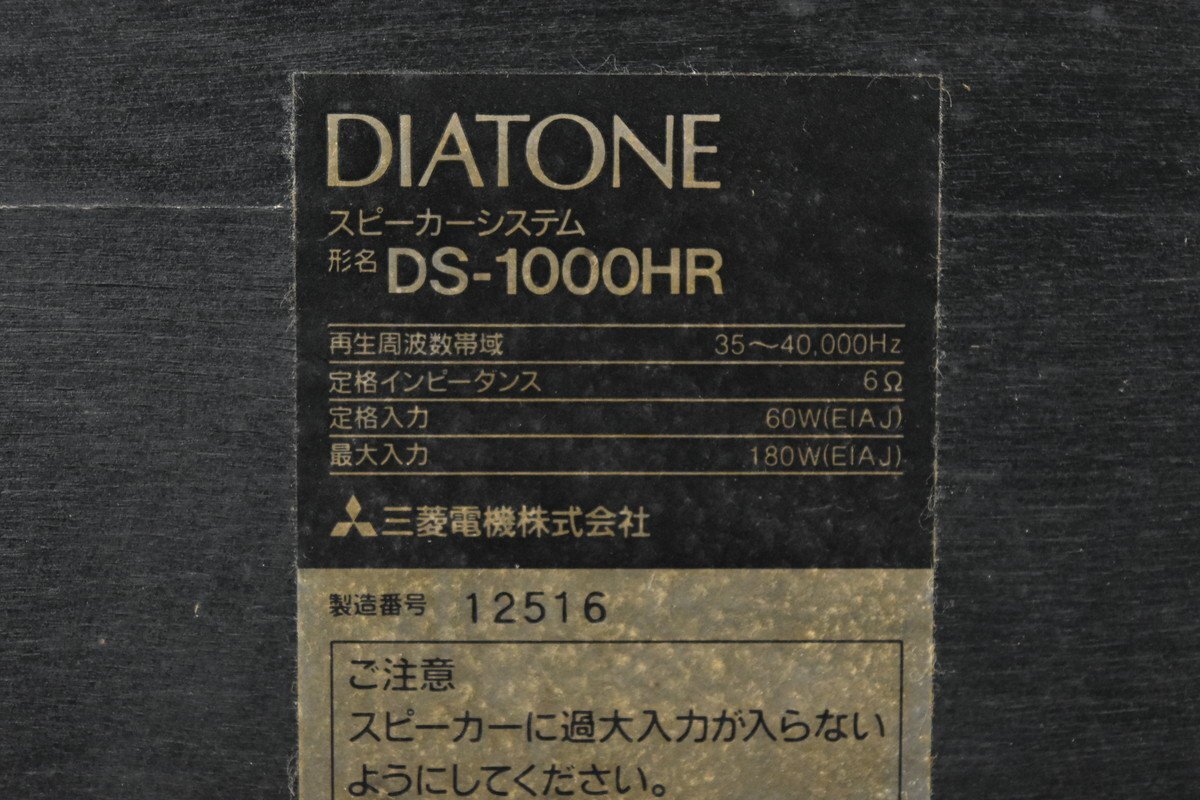 DIATONE
スピーカーシステム
形名 DS-1000HR
再生周波数帯域 35〜40,000Hz
定格インピーダンス 6Ω
定格入力 60W(EIAJ)
最大入力 180W(EIAJ)
三菱電機株式会社
製造番号 12516
ご注意
スピーカーに過大入力が入らない
ようにしてください。